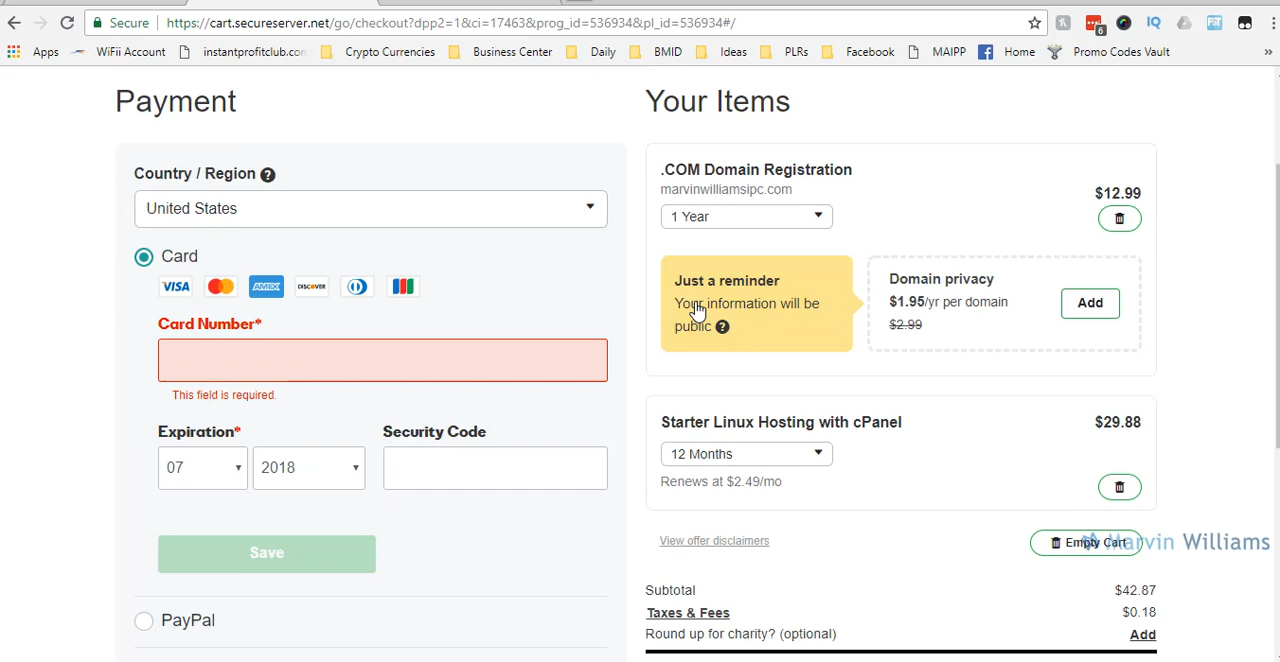 Secure
https://cart.secureserver.net/go/checkout?dpp2=1&ci=17463&prog_id=536934&pl_id=536934#/
6
IQ
Apps
WiFii Account
instantprofitclub.con
Crypto Currencies
Business Center
Daily
BMID
Ideas
PLRs
Facebook
MAIPP
Home
Promo Codes Vault
»
Payment
Country / Region ?
United States
Card
VISA
AMEX
DISCOVER
Card Number*
This field is required.
Expiration*
Security Code
07
2018
Save
PayPal
Your Items
.COM Domain Registration
marvinwilliamsipc.com
$12.99
1 Year
Just a reminder
Your information will be
public ?
Domain privacy
$1.95/yr per domain
$2.99
Add
Starter Linux Hosting with cPanel
$29.88
12 Months
Renews at $2.49/mo
View offer disclaimers
Empty Cart
Marvin Williams
Subtotal
$42.87
Taxes & Fees
$0.18
Round up for charity? (optional)
Add